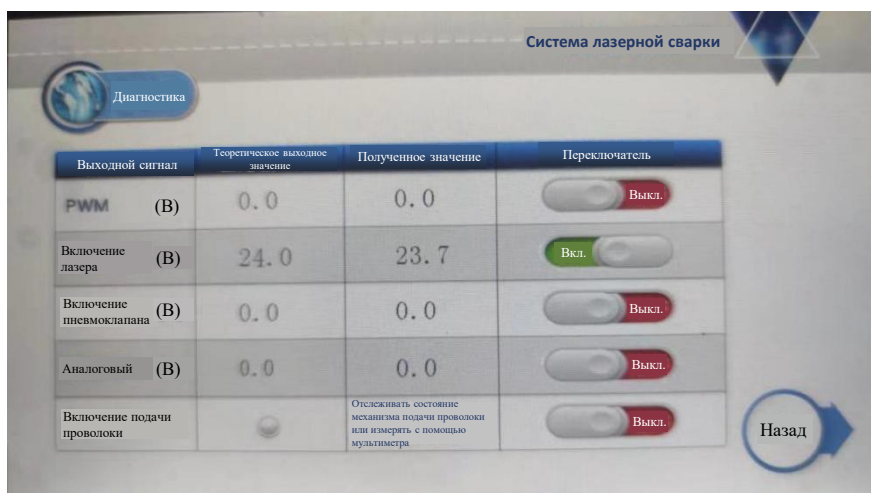 Система лазерной сварки
Диагностика
Выходной сигнал
Теоретическое выходное
значение
Полученное значение
Переключатель
PWM (В)
0.0
0.0
Выкл.
Включение
лазера
(В)
24.0
23.7
Вкл.
Включение
пневмоклапана
(В)
0.0
0.0
Выкл.
Аналоговый (В)
0.0
0.0
Выкл.
Включение подачи
проволоки
Отслеживать состояние
механизма подачи проволоки
или измерять с помощью
мультиметра
Выкл.
Назад